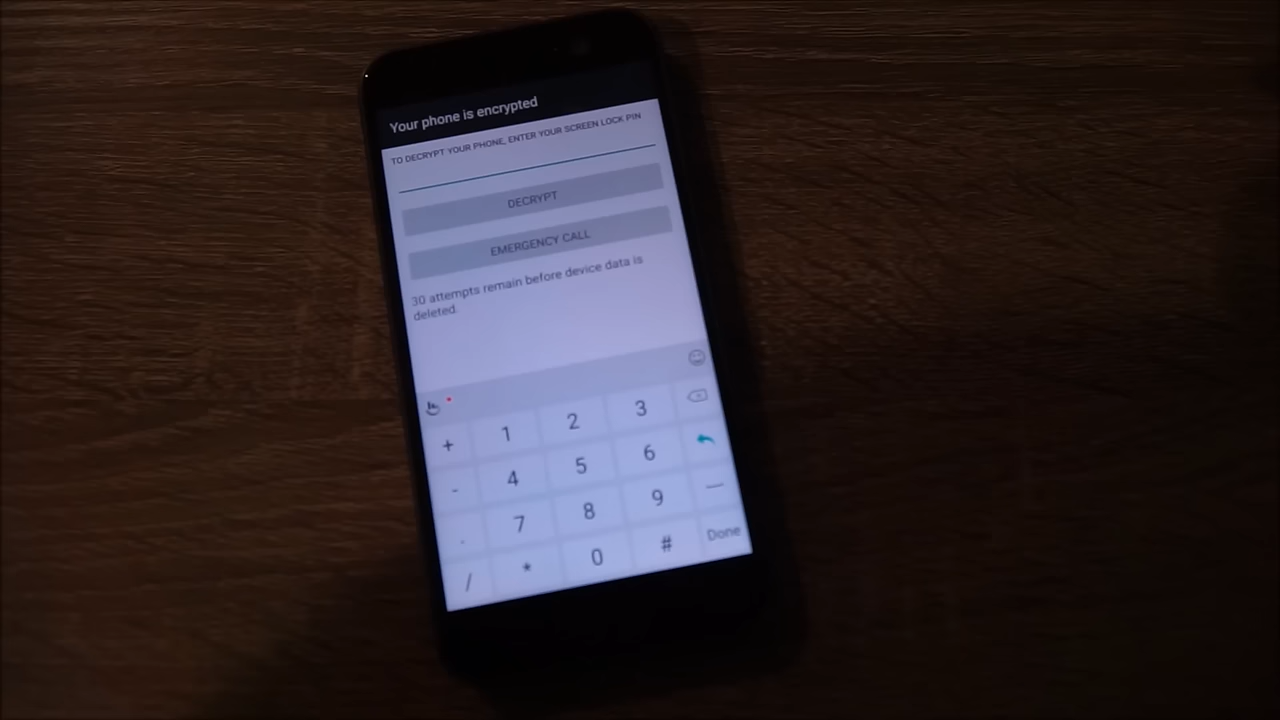 Your phone is encrypted
TO DECRYPT YOUR PHONE, ENTER YOUR SCREEN LOCK PIN
DECRYPT
EMERGENCY CALL
30 attempts remain before device data is
deleted.
+ 1 2 3
- 4 5 6
. 7 8 9
/ * 0 # Done